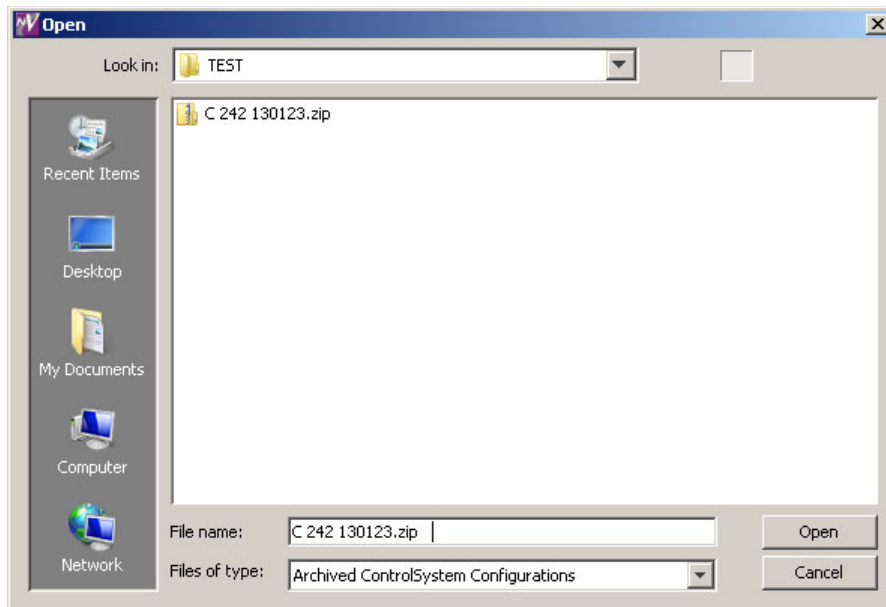 Open
Look in: TEST
C 242 130123.zip
Recent Items
Desktop
My Documents
Computer
Network
File name: C 242 130123.zip
Open
Files of type: Archived ControlSystem Configurations
Cancel